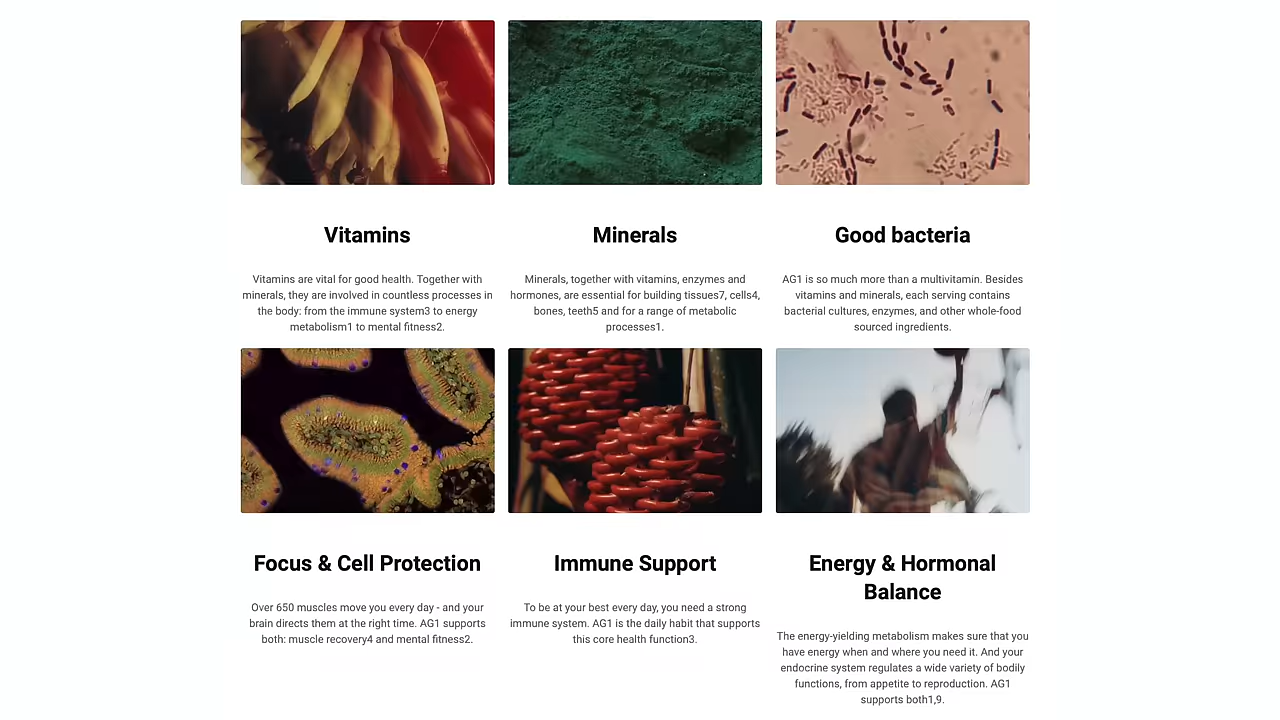 Vitamins
Vitamins are vital for good health. Together with
minerals, they are involved in countless processes in
the body: from the immune system3 to energy
metabolism1 to mental fitness2.
Minerals
Minerals, together with vitamins, enzymes and
hormones, are essential for building tissues7, cells4,
bones, teeth5 and for a range of metabolic
processes1.
Good bacteria
AG1 is so much more than a multivitamin. Besides
vitamins and minerals, each serving contains
bacterial cultures, enzymes, and other whole-food
sourced ingredients.
Focus & Cell Protection
Over 650 muscles move you every day - and your
brain directs them at the right time. AG1 supports
both: muscle recovery4 and mental fitness2.
Immune Support
To be at your best every day, you need a strong
immune system. AG1 is the daily habit that supports
this core health function3.
Energy & Hormonal
Balance
The energy-yielding metabolism makes sure that you
have energy when and where you need it. And your
endocrine system regulates a wide variety of bodily
functions, from appetite to reproduction. AG1
supports both1,9.